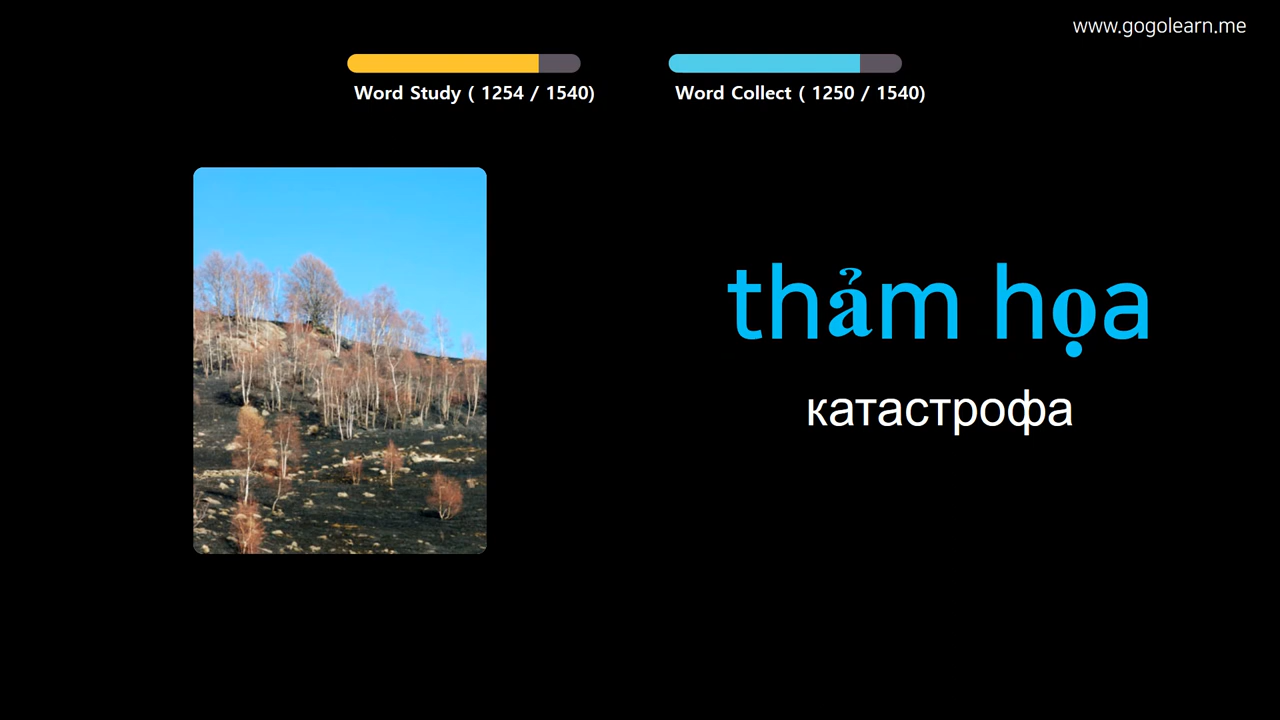 www.gogolearn.me
Word Study ( 1254 / 1540)
Word Collect ( 1250 / 1540)
thảm họa
катастрофа